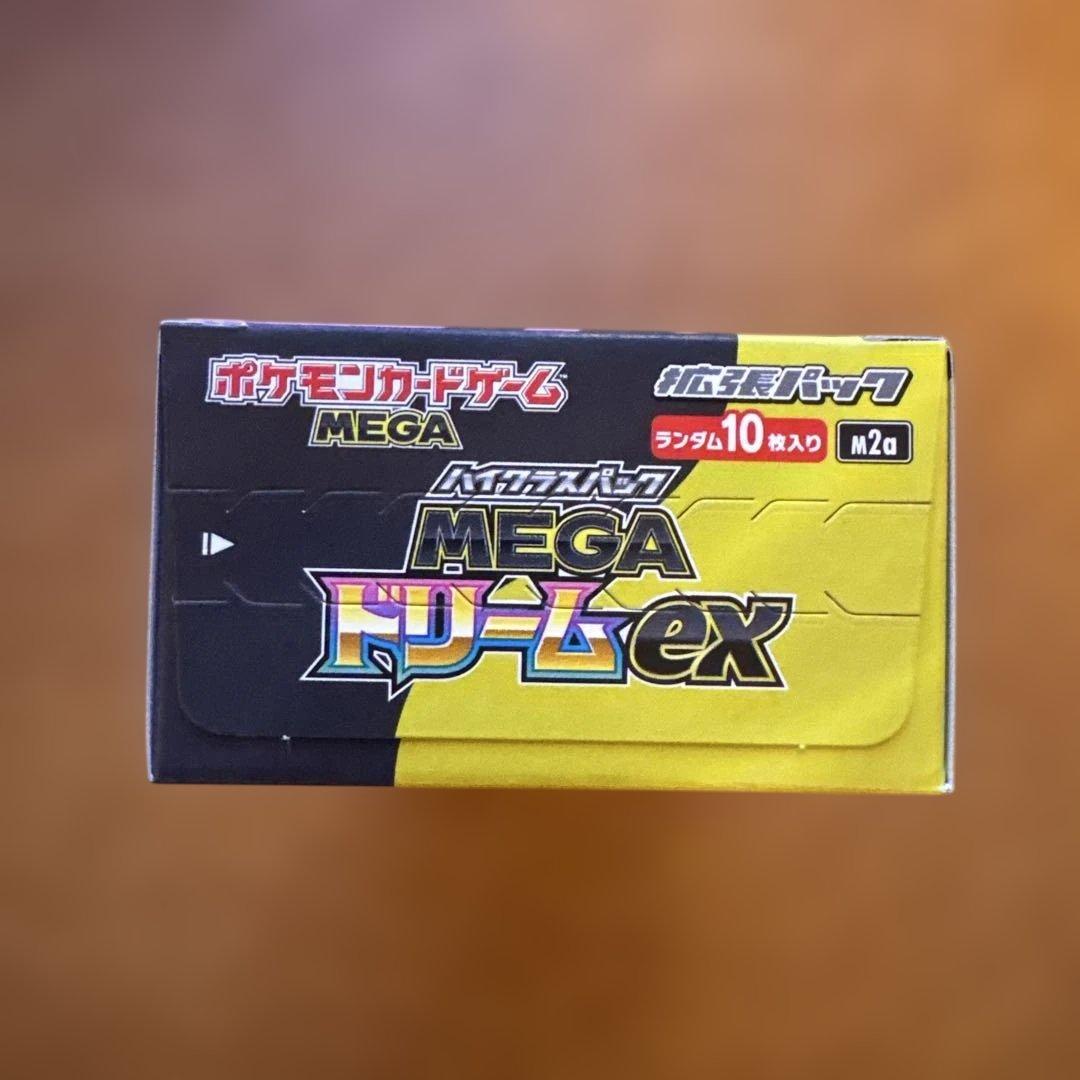 ポケモンカードゲーム™
MEGA
拡張パック
ランダム10枚入り
M2a
ハイクラスパック
MEGA
ドリームex